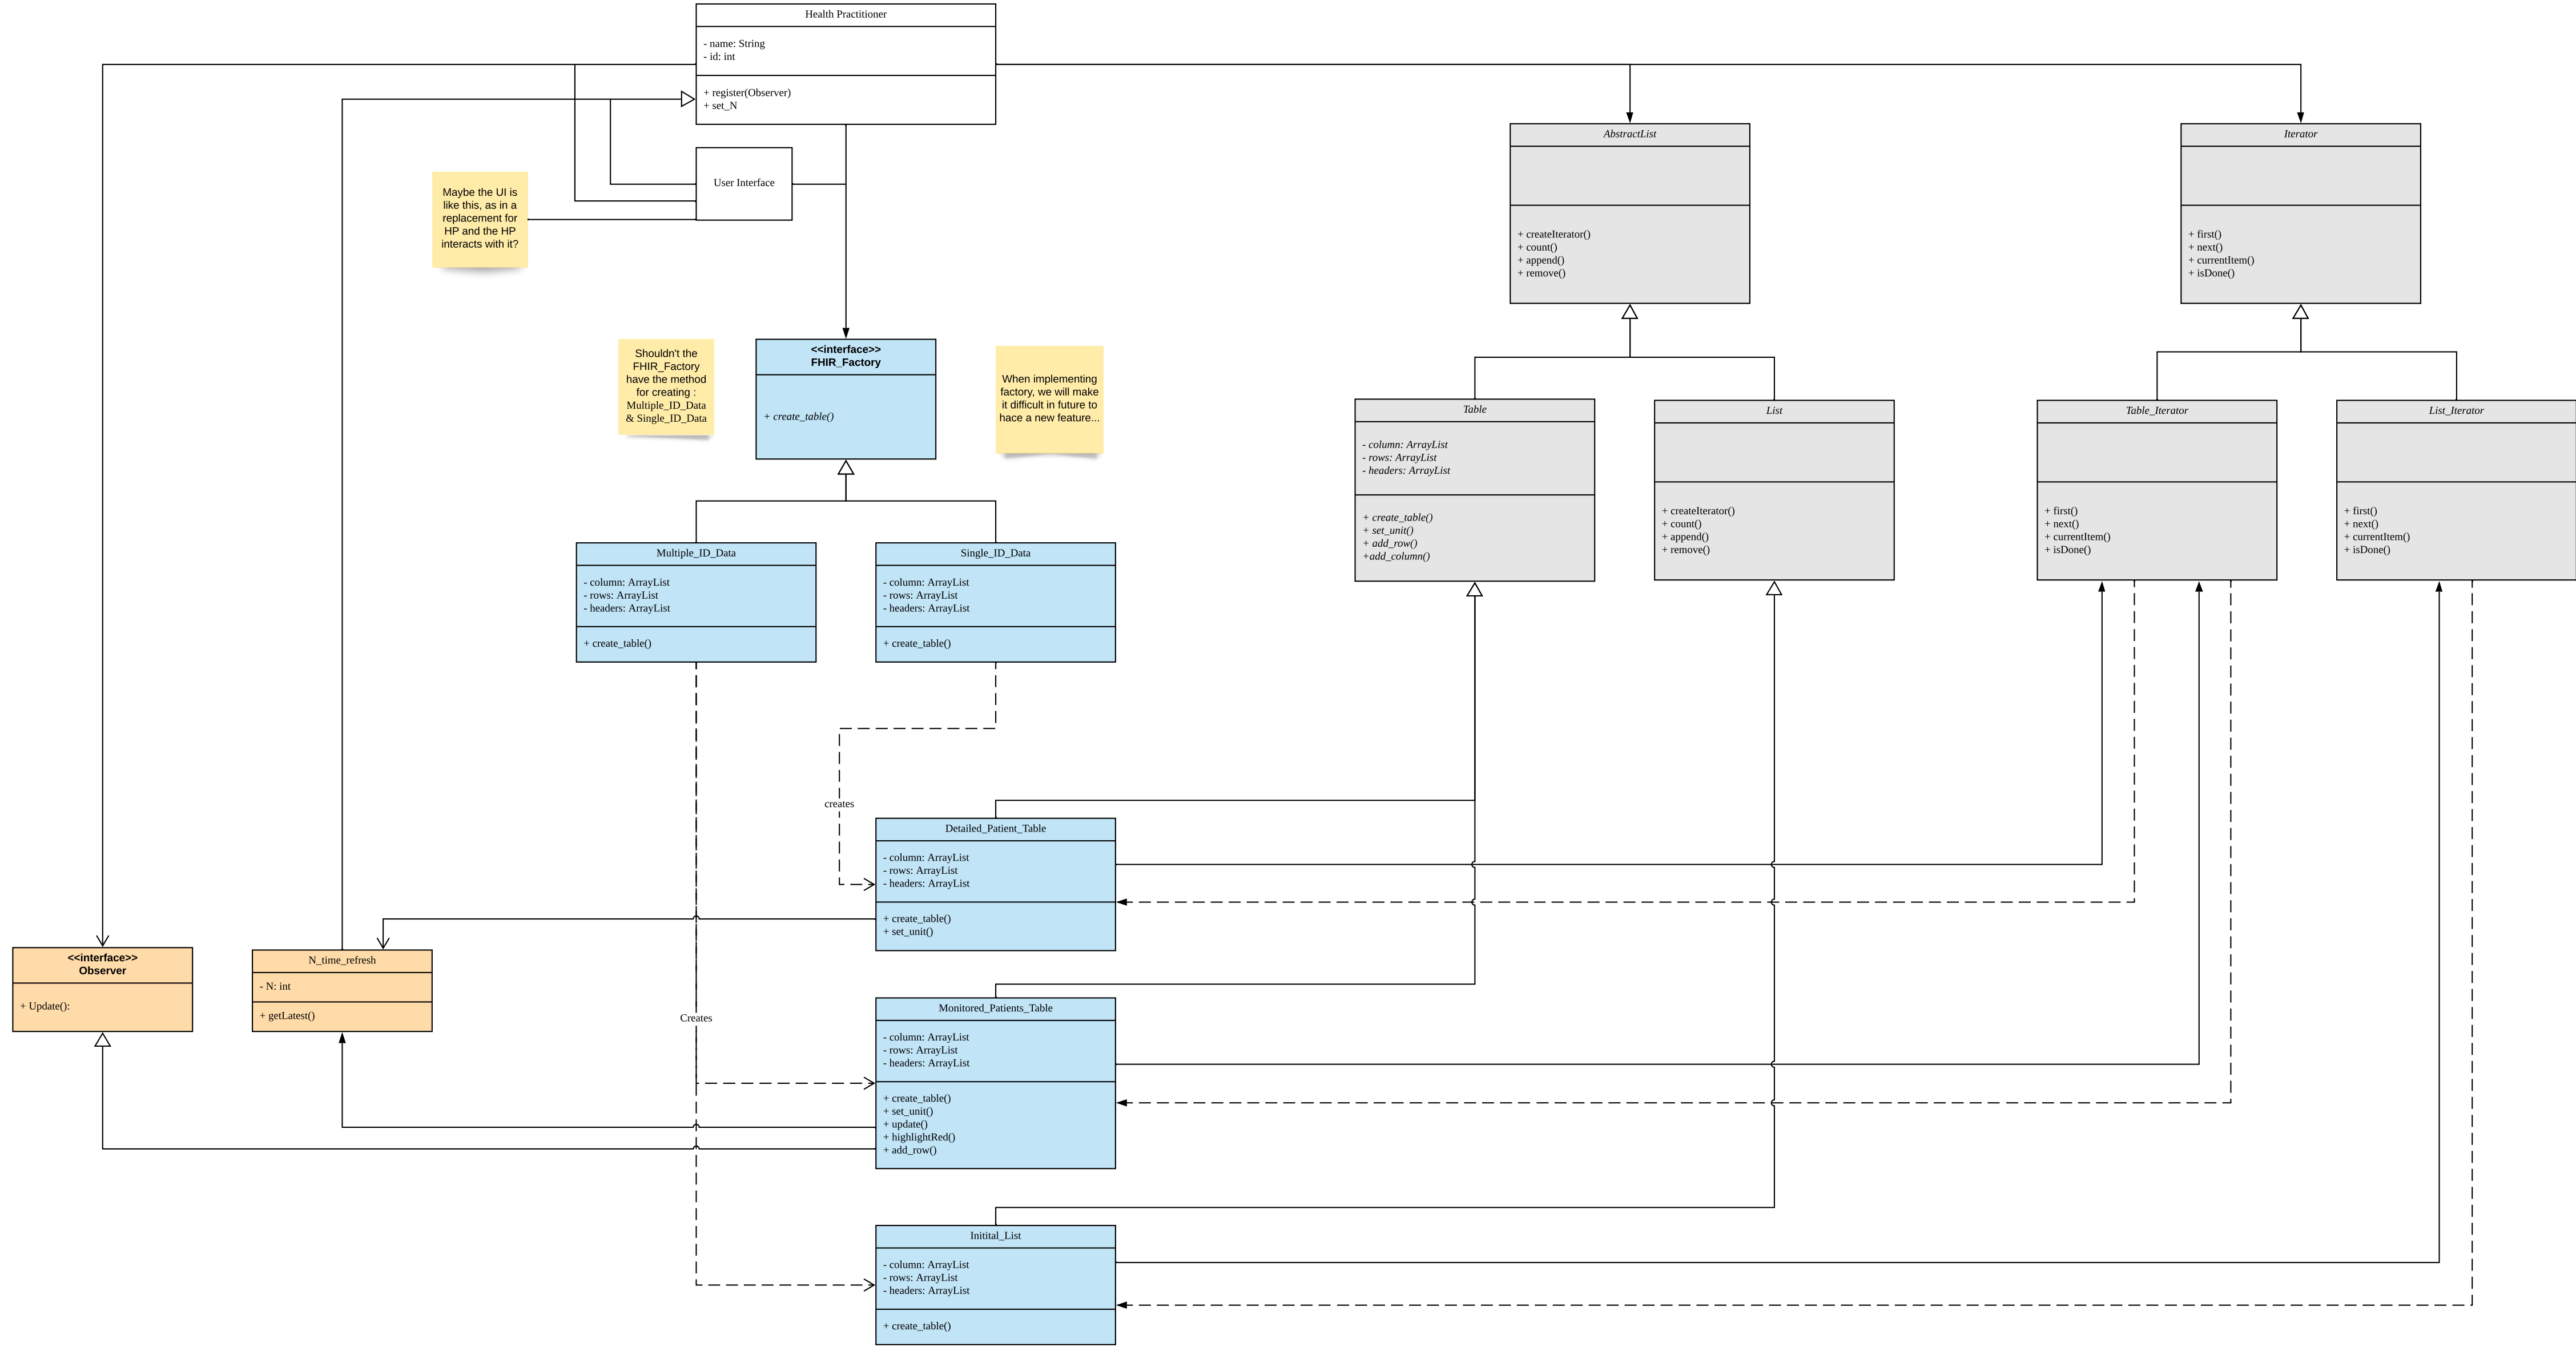 Health Practitioner
- name: String
- id: int
+ register(Observer)
+ set_N
User Interface
Maybe the UI is
like this, as in a
replacement for
HP and the HP
interacts with it?
AbstractList
+ createIterator()
+ count()
+ append()
+ remove()
Iterator
+ first()
+ next()
+ currentItem()
+ isDone()
Shouldn't the
FHIR_Factory
have the method
for creating :
Multiple_ID_Data
& Single_ID_Data
<<interface>>
FHIR_Factory
+ create_table()
When implementing
factory, we will make
it difficult in future to
hace a new feature...
Table
- column: ArrayList
- rows: ArrayList
- headers: ArrayList
+ create_table()
+ set_unit()
+ add_row()
+add_column()
List
+ createIterator()
+ count()
+ append()
+ remove()
Table_Iterator
+ first()
+ next()
+ currentItem()
+ isDone()
List_Iterator
+ first()
+ next()
+ currentItem()
+ isDone()
Multiple_ID_Data
- column: ArrayList
- rows: ArrayList
- headers: ArrayList
+ create_table()
Single_ID_Data
- column: ArrayList
- rows: ArrayList
- headers: ArrayList
+ create_table()
creates
Detailed_Patient_Table
- column: ArrayList
- rows: ArrayList
- headers: ArrayList
+ create_table()
+ set_unit()
<<interface>>
Observer
+ Update():
N_time_refresh
- N: int
+ getLatest()
Creates
Monitored_Patients_Table
- column: ArrayList
- rows: ArrayList
- headers: ArrayList
+ create_table()
+ set_unit()
+ update()
+ highlightRed()
+ add_row()
Initital_List
- column: ArrayList
- rows: ArrayList
- headers: ArrayList
+ create_table()